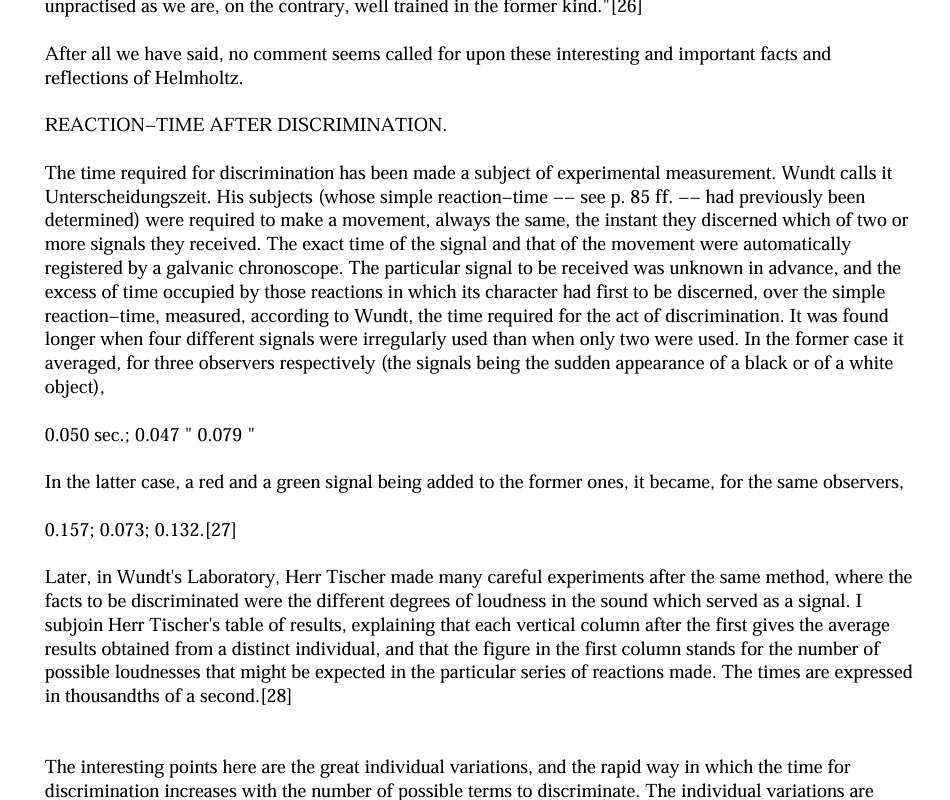 unpractised as we are, on the contrary, well trained in the former kind."[26]
After all we have said, no comment seems called for upon these interesting and important facts and
reflections of Helmholtz.
REACTION−TIME AFTER DISCRIMINATION.
The time required for discrimination has been made a subject of experimental measurement. Wundt calls it
Unterscheidungszeit. His subjects (whose simple reaction−time −− see p. 85 ff. −− had previously been
determined) were required to make a movement, always the same, the instant they discerned which of two or
more signals they received. The exact time of the signal and that of the movement were automatically
registered by a galvanic chronoscope. The particular signal to be received was unknown in advance, and the
excess of time occupied by those reactions in which its character had first to be discerned, over the simple
reaction−time, measured, according to Wundt, the time required for the act of discrimination. It was found
longer when four different signals were irregularly used than when only two were used. In the former case it
averaged, for three observers respectively (the signals being the sudden appearance of a black or of a white
object),
0.050 sec.; 0.047 " 0.079 "
In the latter case, a red and a green signal being added to the former ones, it became, for the same observers,
0.157; 0.073; 0.132.[27]
Later, in Wundt's Laboratory, Herr Tischer made many careful experiments after the same method, where the
facts to be discriminated were the different degrees of loudness in the sound which served as a signal. I
subjoin Herr Tischer's table of results, explaining that each vertical column after the first gives the average
results obtained from a distinct individual, and that the figure in the first column stands for the number of
possible loudnesses that might be expected in the particular series of reactions made. The times are expressed
in thousandths of a second.[28]
The interesting points here are the great individual variations, and the rapid way in which the time for
discrimination increases with the number of possible terms to discriminate. The individual variations are